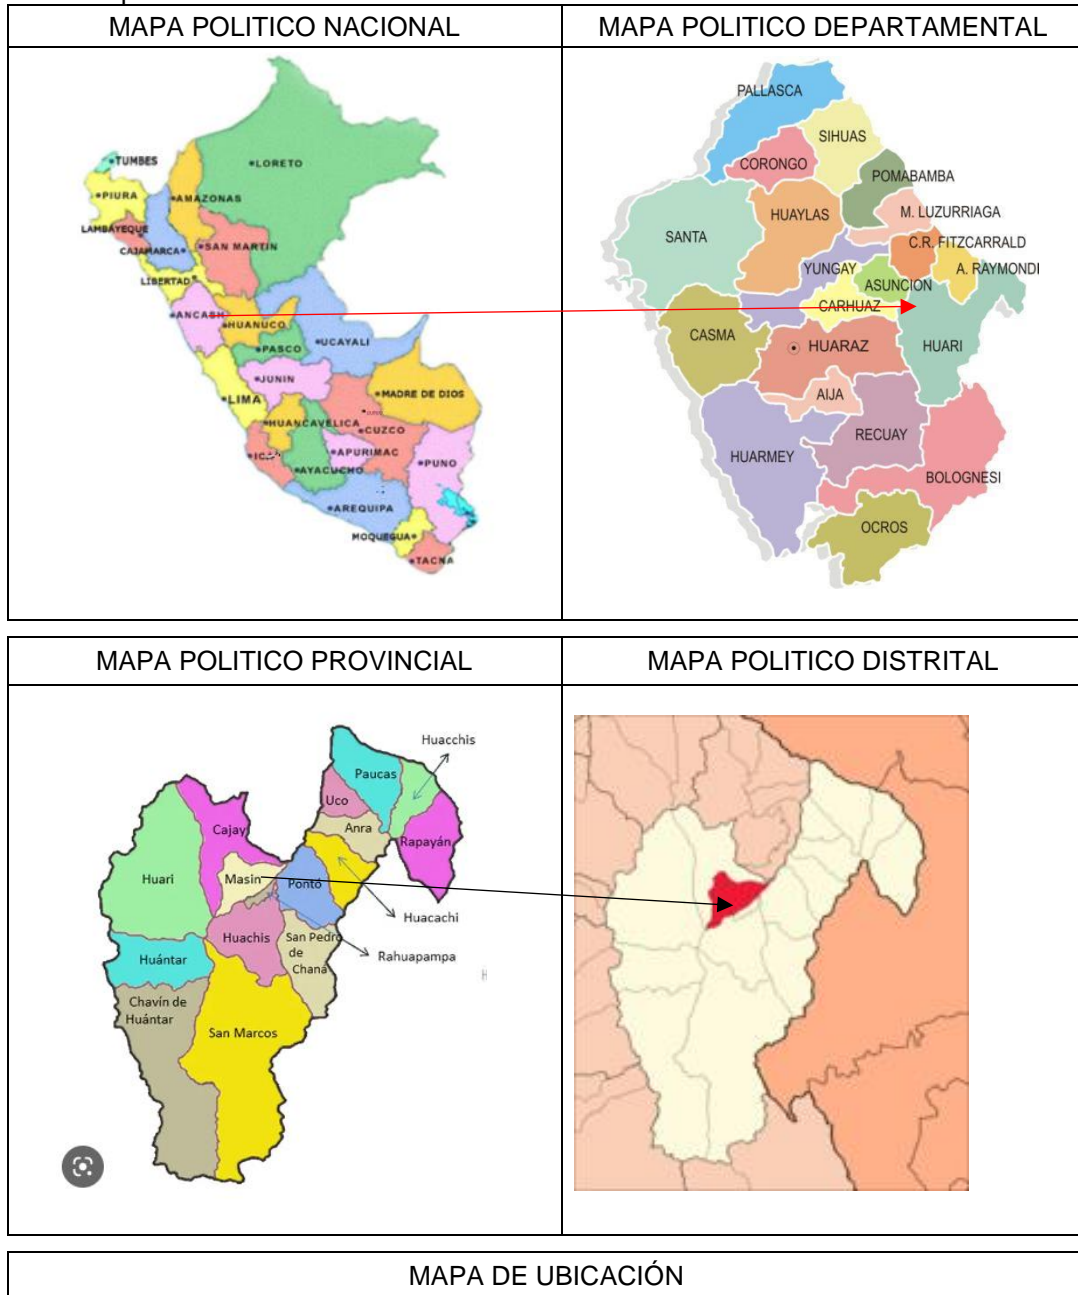 MAPA POLITICO NACIONAL
MAPA POLITICO DEPARTAMENTAL
TUMBES
LORETO
PIURA
AMAZONAS
LAMBAYEQUE
CAJAMARCA
SAN MARTIN
LIBERTAD
ANCASH
HUANUCO
UCAYALI
PASCO
JUNIN
LIMA
MADRE DE DIOS
HUANCAVELICA
CUZCO
ICA
APURIMAC
PUNO
AYACUCHO
AREQUIPA
MOQUEGUA
TACNA
PALLASCA
SIHUAS
CORONGO
POMABAMBA
HUAYLAS
M. LUZURRIAGA
SANTA
C.R. FITZCARRALD
YUNGAY
A. RAYMONDI
ASUNCION
CARHUAZ
CASMA
HUARAZ
HUARI
AIJA
RECUAY
HUARMEY
BOLOGNESI
OCROS
MAPA POLITICO PROVINCIAL
MAPA POLITICO DISTRITAL
Huacchis
Paucas
Uco
Cajay
Anra
Rapayán
Huari
Masin
Pontó
Huacachi
Huachis
San Pedro
de
Chana
Rahuapampa
Huántar
Chavín de
Huántar
San Marcos
MAPA DE UBICACIÓN